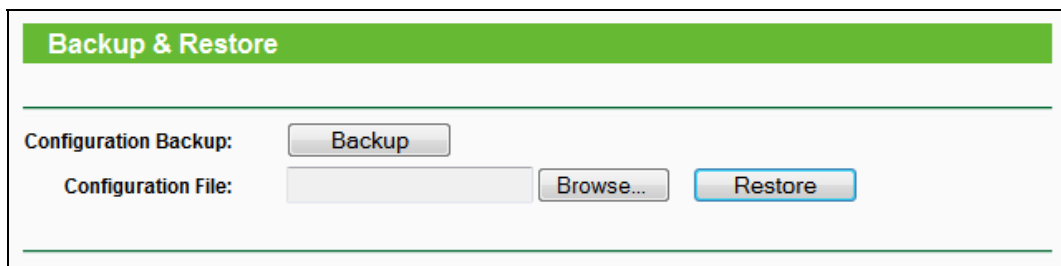 Backup & Restore
Configuration Backup: Backup
Configuration File: Browse... Restore